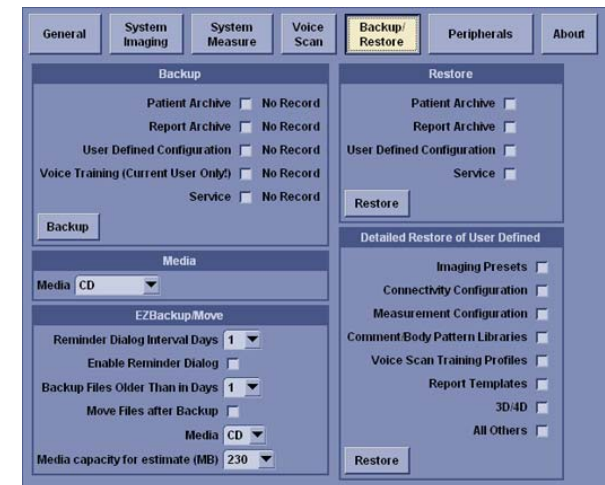 General
System Imaging
System Measure
Voice Scan
Backup/ Restore
Peripherals
About
Backup
Patient Archive No Record
Report Archive No Record
User Defined Configuration No Record
Voice Training (Current User Only!) No Record
Service No Record
Backup
Media
Media CD
EZBackup/Move
Reminder Dialog Interval Days 1
Enable Reminder Dialog
Backup Files Older Than in Days 1
Move Files after Backup
Media CD
Media capacity for estimate (MB) 230
Restore
Patient Archive
Report Archive
User Defined Configuration
Service
Restore
Detailed Restore of User Defined
Imaging Presets
Connectivity Configuration
Measurement Configuration
Comment/Body Pattern Libraries
Voice Scan Training Profiles
Report Templates
3D/4D
All Others
Restore